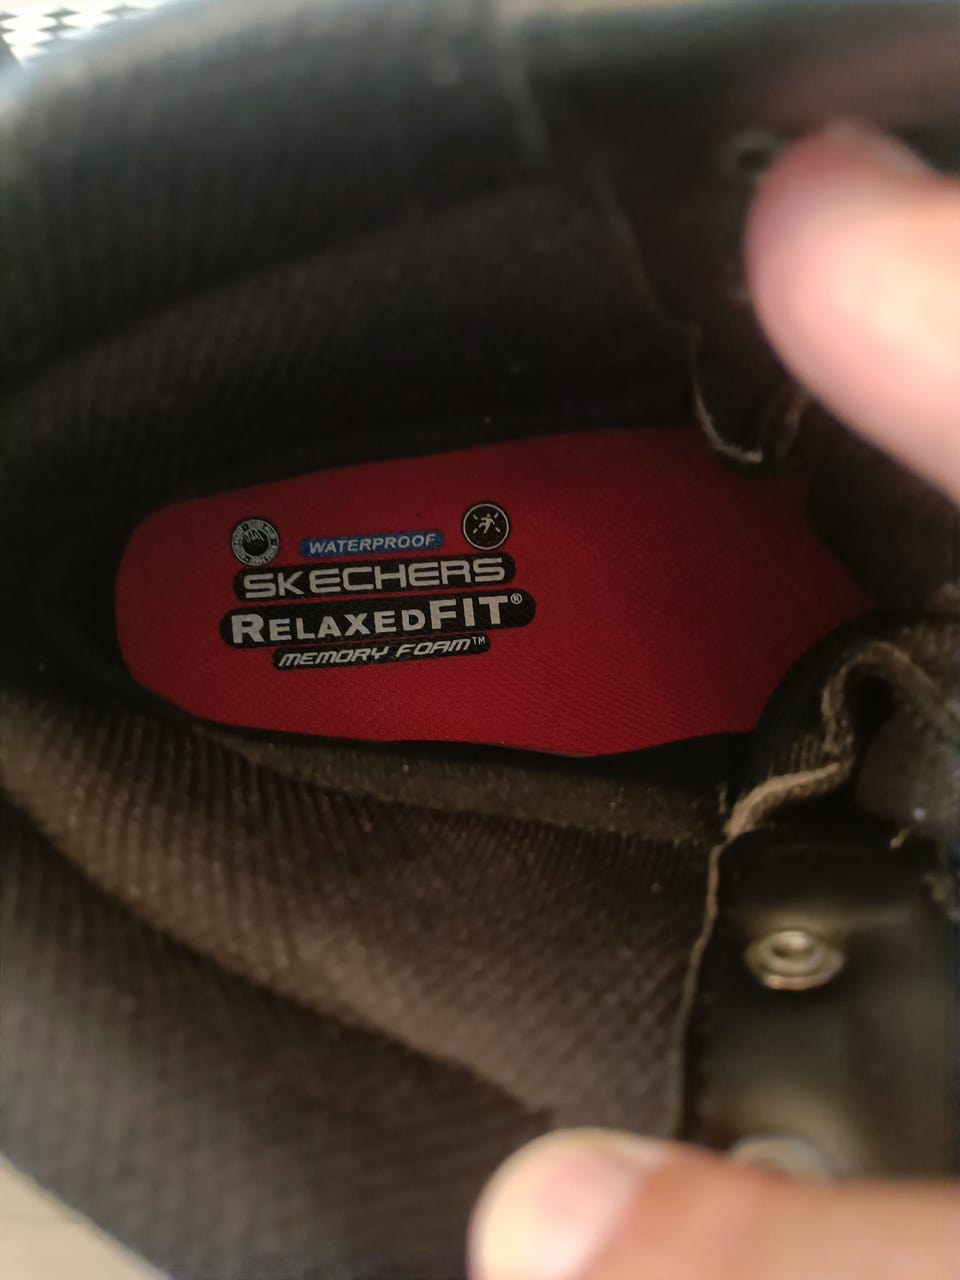 WATERPROOF
SKECHERS
RELAXEDFIT®
MEMORY FOAM™